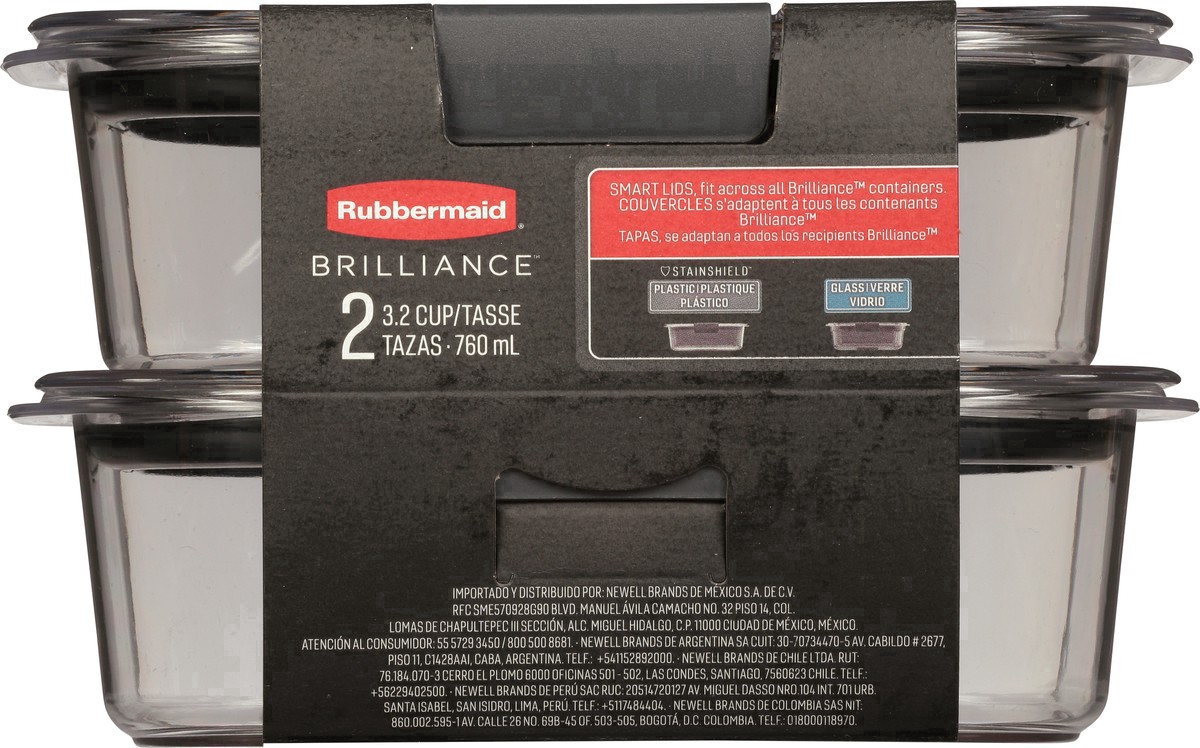 Rubbermaid®
BRILLIANCE™
2 3.2 CUP/TASSE
TAZAS · 760 mL
SMART LIDS, fit across all Brilliance™ containers.
COUVERCLES s'adaptent à tous les contenants
Brilliance™
TAPAS, se adaptan a todos los recipients Brilliance™
STAINSHIELD™
PLASTIC|PLASTIQUE
PLÁSTICO
GLASS|VERRE
VIDRIO
IMPORTADO Y DISTRIBUIDO POR: NEWELL BRANDS DE MÉXICO S.A. DE C.V.
RFC SME570928G90 BLVD. MANUEL ÁVILA CAMACHO NO. 32 PISO 14, COL.
LOMAS DE CHAPULTEPEC III SECCIÓN, ALC. MIGUEL HIDALGO, C.P. 11000 CIUDAD DE MÉXICO, MÉXICO.
ATENCIÓN AL CONSUMIDOR: 55 5729 3450 / 800 500 8681. · NEWELL BRANDS DE ARGENTINA SA CUIT: 30-70734470-5 AV. CABILDO # 2677,
PISO 11, C1428AAI, CABA, ARGENTINA. TELF.: +541152892000. · NEWELL BRANDS DE CHILE LTDA. RUT:
76.184.070-3 CERRO EL PLOMO 6000 OFICINAS 501 - 502, LAS CONDES, SANTIAGO, 7560623 CHILE. TELF.:
+56229402500. · NEWELL BRANDS DE PERÚ SAC RUC: 20514720127 AV. MIGUEL DASSO NRO.104 INT. 701 URB.
SANTA ISABEL, SAN ISIDRO, LIMA, PERÚ. TELF.: +5117484404. · NEWELL BRANDS DE COLOMBIA SAS NIT:
860.002.595-1 AV. CALLE 26 NO. 69B-45 OF. 503-505, BOGOTÁ, D.C. COLOMBIA. TELF.: 018000118970.